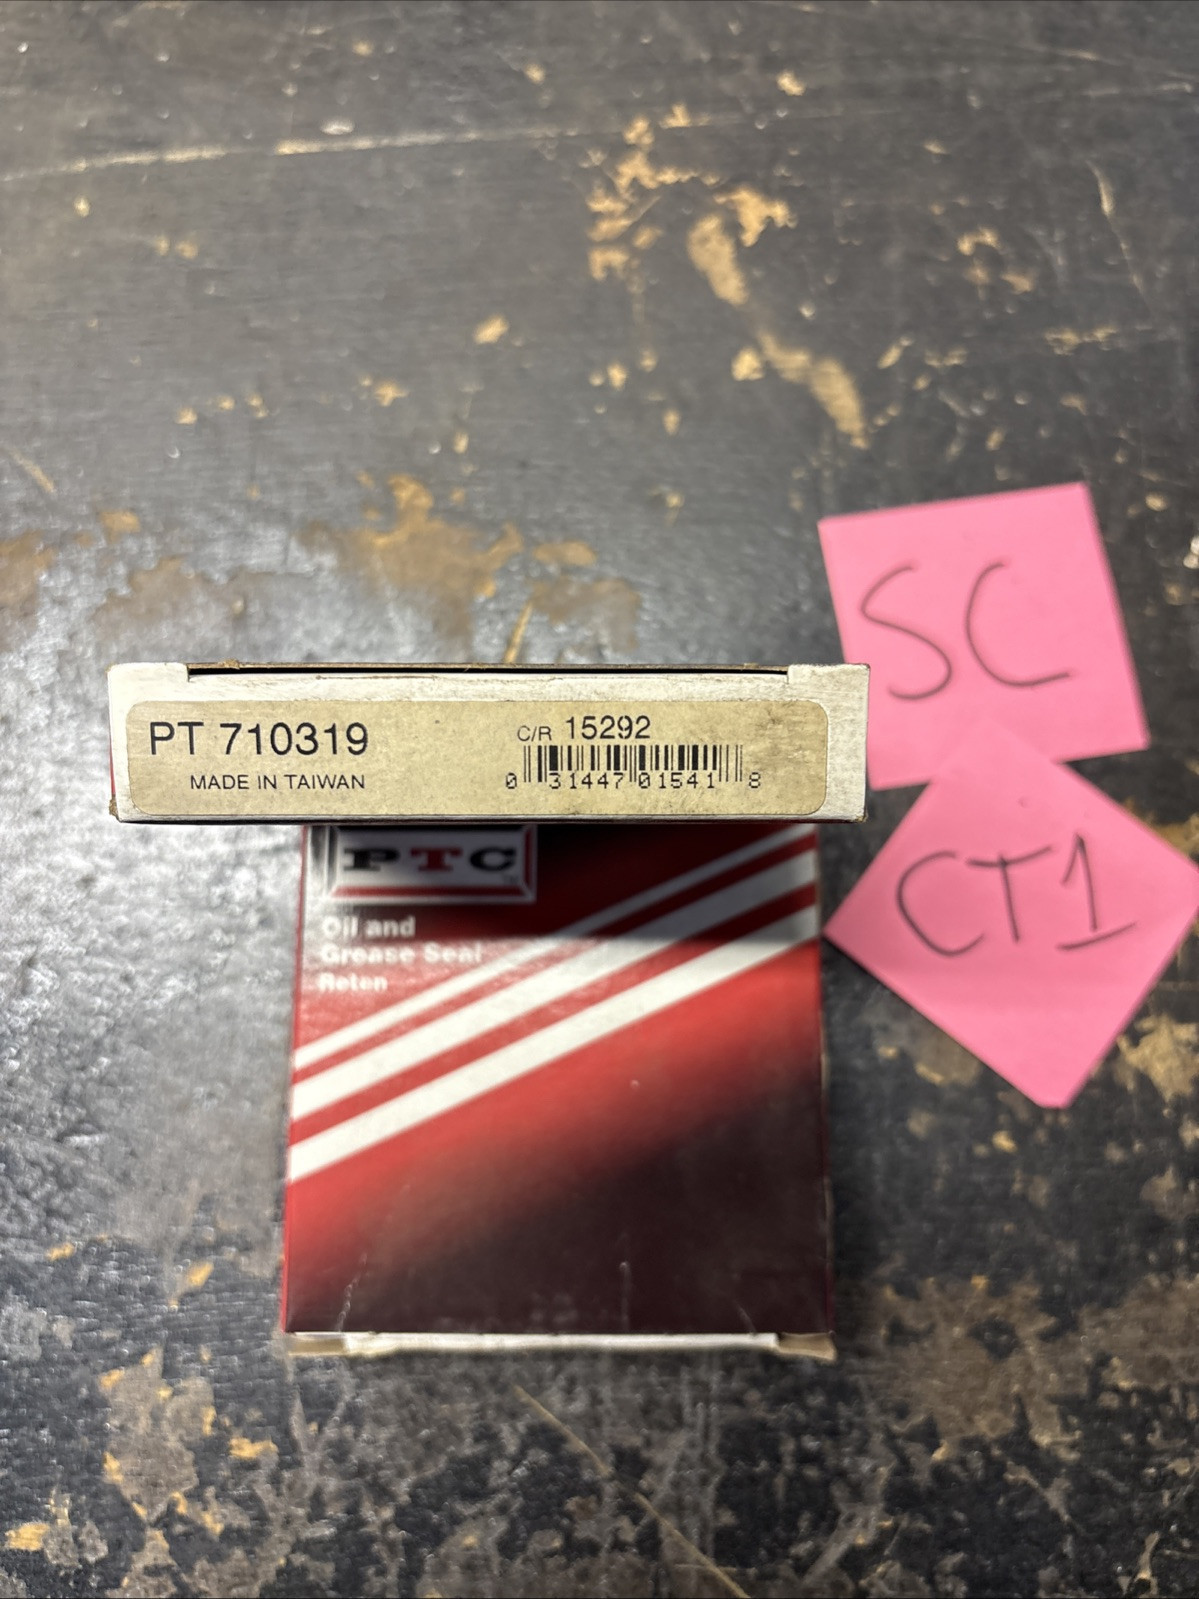 PT 710319
MADE IN TAIWAN
C/R 15292
0 31447 01541 8
PTC
Oil and
Grease Seal
Reten
SC
CT1